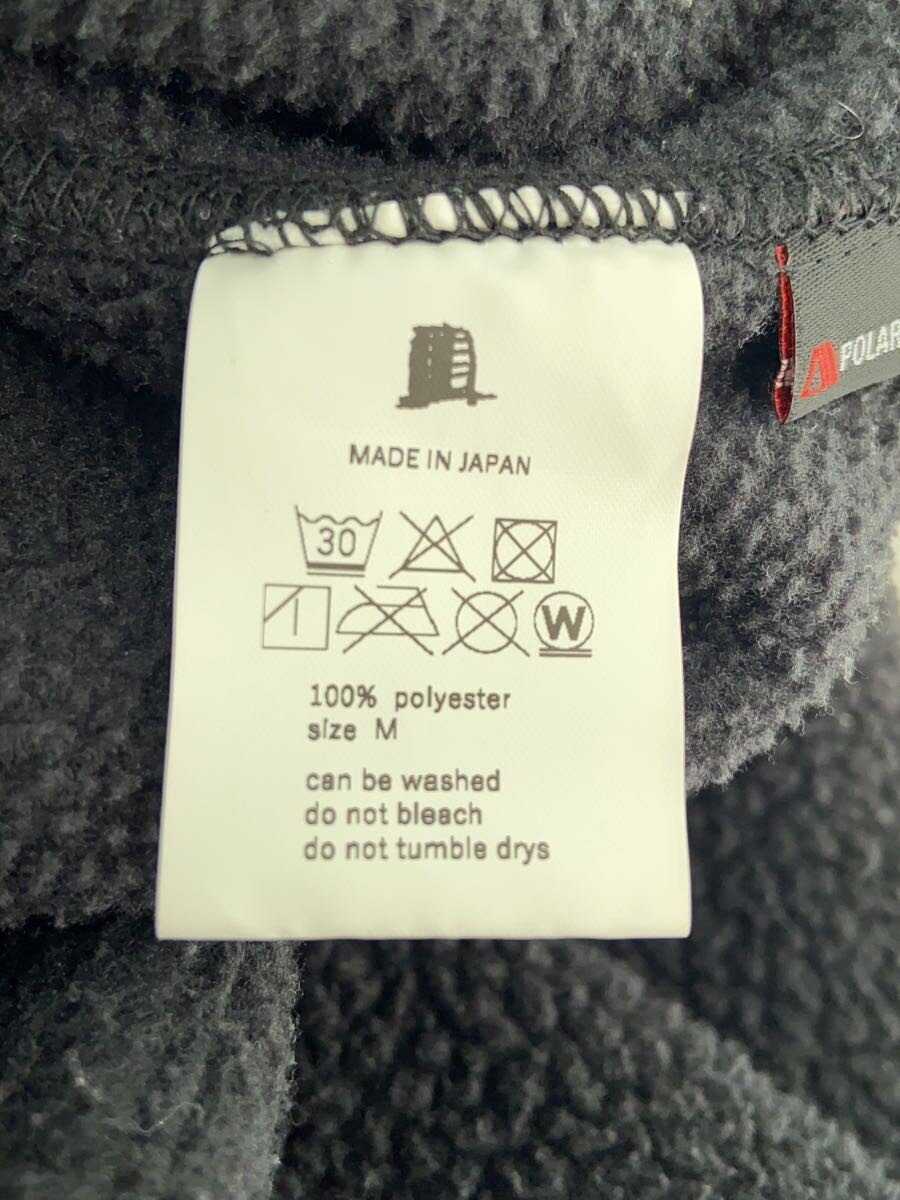 POLAR
MADE IN JAPAN
30
W
100% polyester
size M
can be washed
do not bleach
do not tumble drys